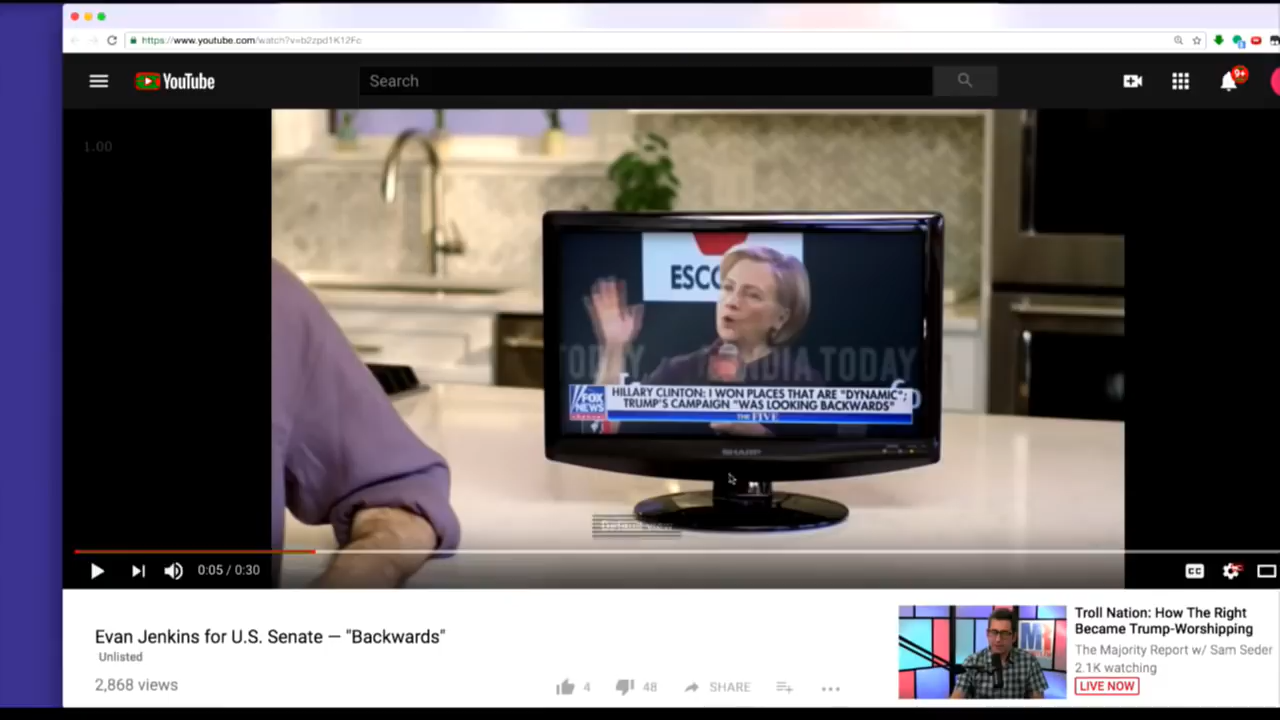 https://www.youtube.com/watch?v=b2zpd1K12Fc
YouTube
Search
9+
1.00
ESCO
TODAY
INDIA TODAY
FOX
NEWS
HILLARY CLINTON: I WON PLACES THAT ARE "DYNAMIC";
TRUMP'S CAMPAIGN "WAS LOOKING BACKWARDS"
THE FIVE
SHARP
0:05 / 0:30
CC
Evan Jenkins for U.S. Senate — "Backwards"
Unlisted
2,868 views
4
48
SHARE
Troll Nation: How The Right
Became Trump-Worshipping
The Majority Report w/ Sam Seder
2.1K watching
LIVE NOW